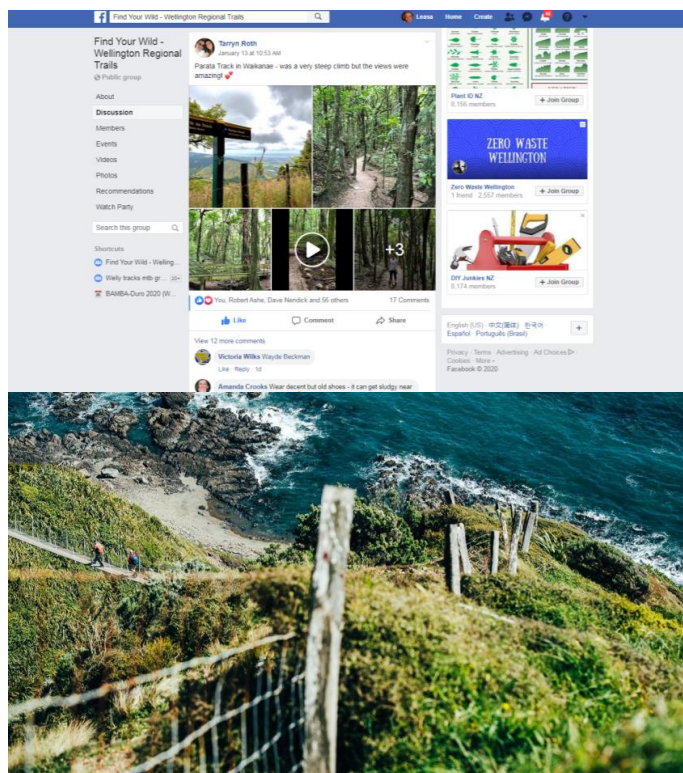 Find Your Wild - Wellington Regional Trails
Leasa
Home
Create
Find Your Wild -
Wellington Regional
Trails
Public group
About
Discussion
Members
Events
Videos
Photos
Recommendations
Watch Party
Search this group
Shortcuts
Find Your Wild - Welling...
Welly tracks mtb gr...
BAMBA-Duro 2020 (W...
Tarryn Roth
January 13 at 10:53 AM
Parata Track in Waikanae - was a very steep climb but the views were
amazing!
+3
You, Robert Ashe, Dave Nendick and 56 others
17 Comments
Like
Comment
Share
View 12 more comments
Victoria Wilks Wayde Beckman
Like · Reply · 1d
Amanda Crooks Wear decent but old shoes - it can get sludgy near
Plant ID NZ
8,156 members
+ Join Group
ZERO WASTE
WELLINGTON
Zero Waste Wellington
1 friend · 2,557 members
+ Join Group
DIY Junkies NZ
8,174 members
+ Join Group
English (US) · 中文(简体) · 한국어 ·
Español · Português (Brasil)
+
Privacy · Terms · Advertising · Ad Choices ·
Cookies · More
Facebook © 2020